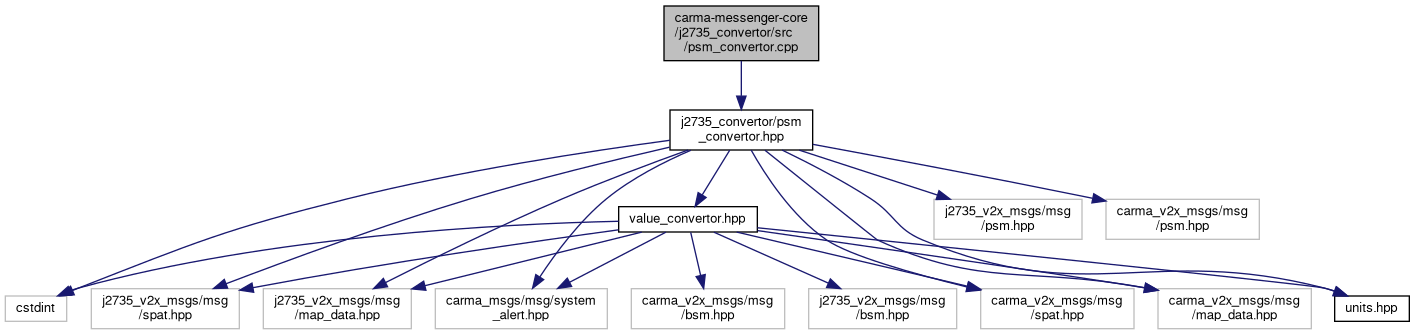 carma-messenger-core
/j2735_convertor/src
/psm_convertor.cpp
j2735_convertor/psm
_convertor.hpp
value_convertor.hpp
j2735_v2x_msgs/msg
/psm.hpp
carma_v2x_msgs/msg
/psm.hpp
cstdint
j2735_v2x_msgs/msg
/spat.hpp
j2735_v2x_msgs/msg
/map_data.hpp
carma_msgs/msg/system
_alert.hpp
carma_v2x_msgs/msg
/bsm.hpp
j2735_v2x_msgs/msg
/bsm.hpp
carma_v2x_msgs/msg
/spat.hpp
carma_v2x_msgs/msg
/map_data.hpp
units.hpp